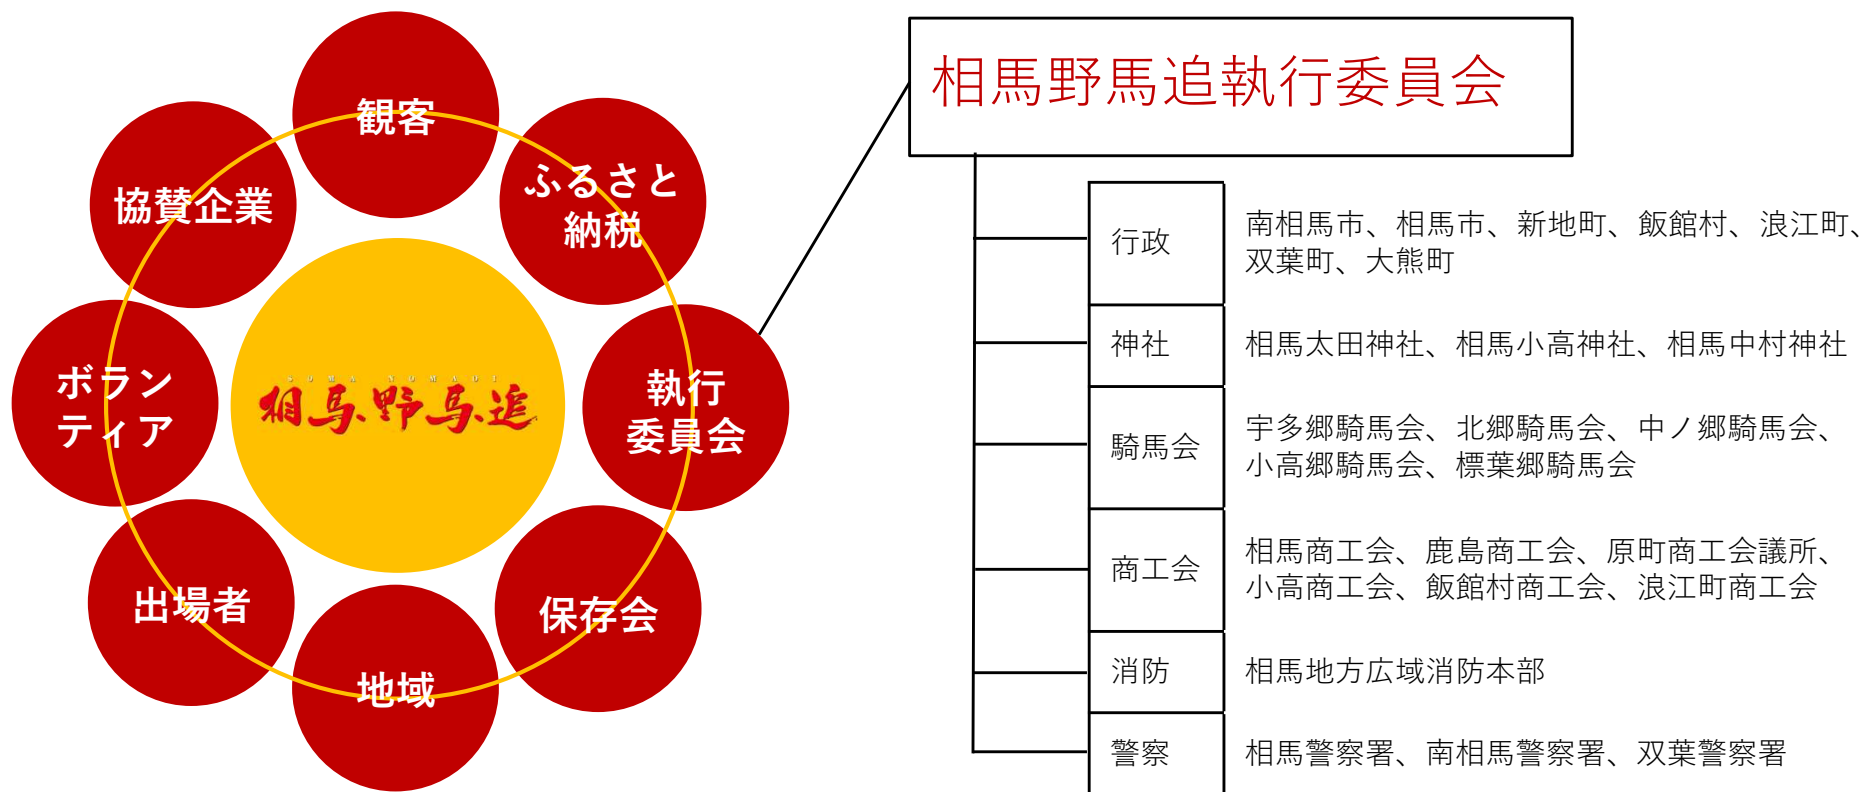 観客
ふるさと
納税
執行
委員会
保存会
地域
出場者
ボラン
ティア
協賛企業
SOMA NOMAOI
相馬野馬追
相馬野馬追執行委員会
行政
南相馬市、相馬市、新地町、飯館村、浪江町、
双葉町、大熊町
神社
相馬太田神社、相馬小高神社、相馬中村神社
騎馬会
宇多郷騎馬会、北郷騎馬会、中ノ郷騎馬会、
小高郷騎馬会、標葉郷騎馬会
商工会
相馬商工会、鹿島商工会、原町商工会議所、
小高商工会、飯館村商工会、浪江町商工会
消防
相馬地方広域消防本部
警察
相馬警察署、南相馬警察署、双葉警察署